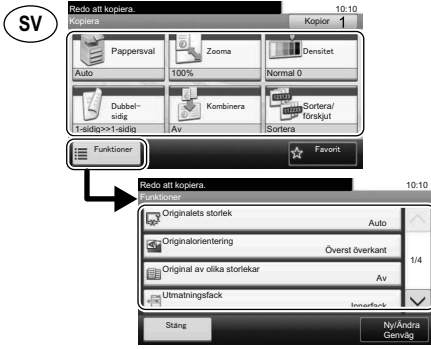 SV
Redo att kopiera. 10:10
Kopiera Kopior 1
Pappersval Zooma Densitet
Auto 100% Normal 0
Dubbel-
sidig
Kombinera
Sortera/
förskjut
1-sidig>>1-sidig Av Sortera
Funktioner Favorit
Redo att kopiera. 10:10
Funktioner
Originalets storlek
Auto
Originalorientering
Överst överkant
1/4
Original av olika storlekar
Av
Utmatningsfack
Innerfack
Stäng
Ny/Ändra
Genväg